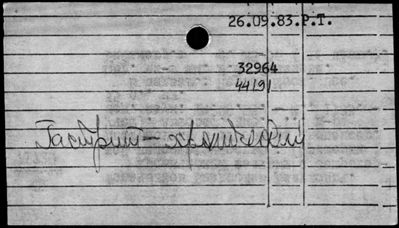 26.09.83.Р.Т.
32964
44191
Гастрит - хронический